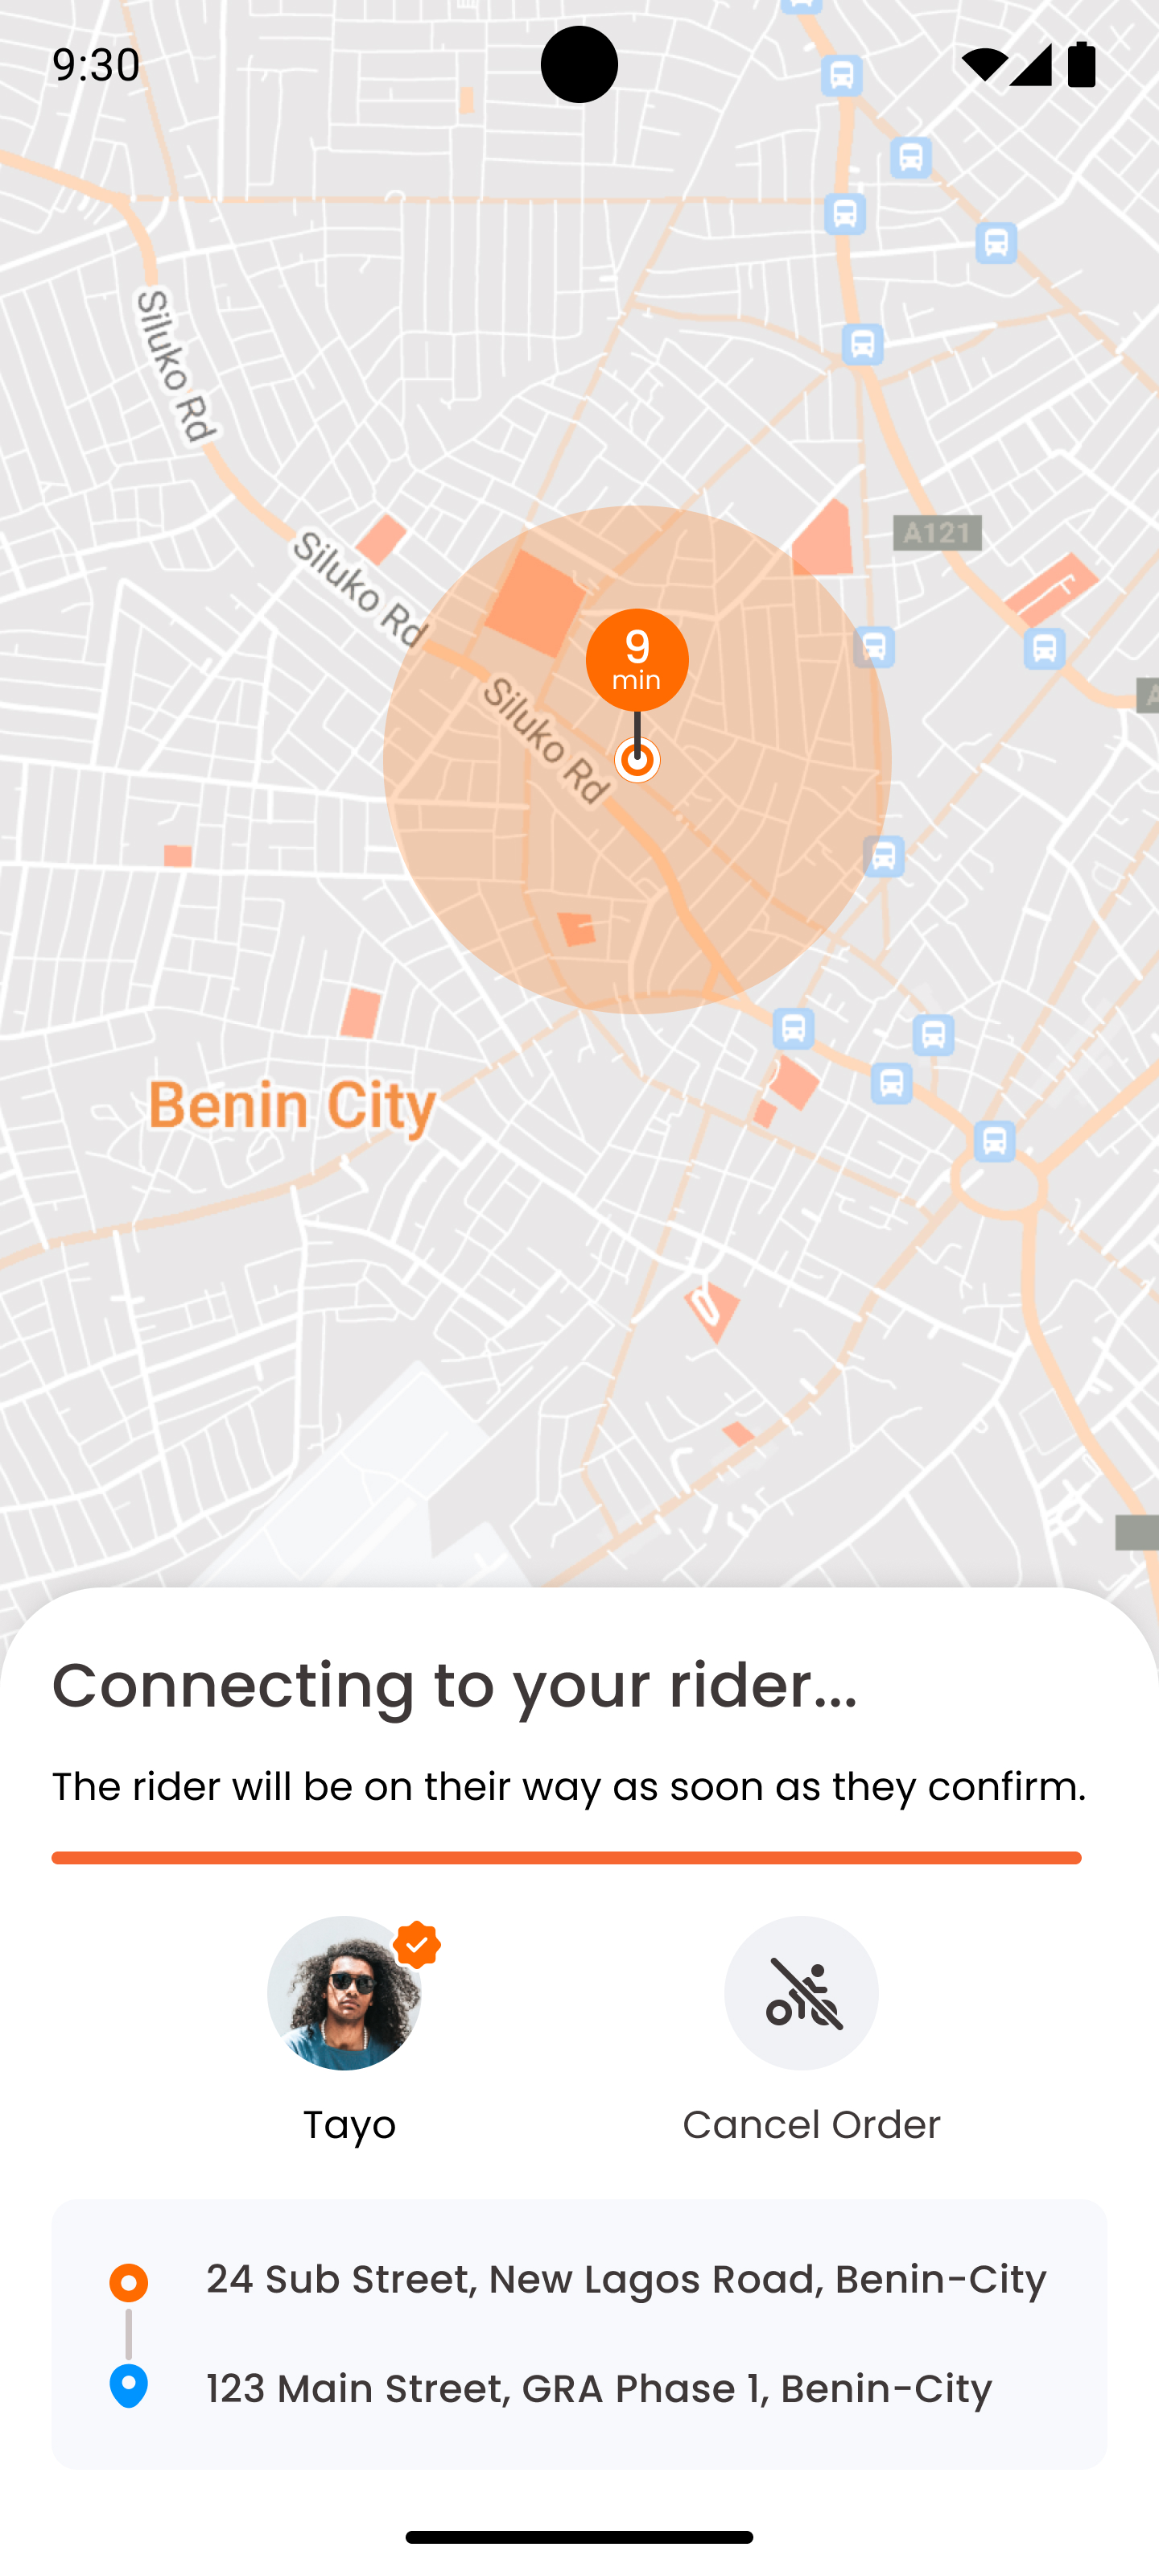 9:30
Siluko Rd
A121
Siluko Rd
9
min
Siluko Rd
A
Benin City
Connecting to your rider...
The rider will be on their way as soon as they confirm.
Tayo
Cancel Order
24 Sub Street, New Lagos Road, Benin-City
123 Main Street, GRA Phase 1, Benin-City